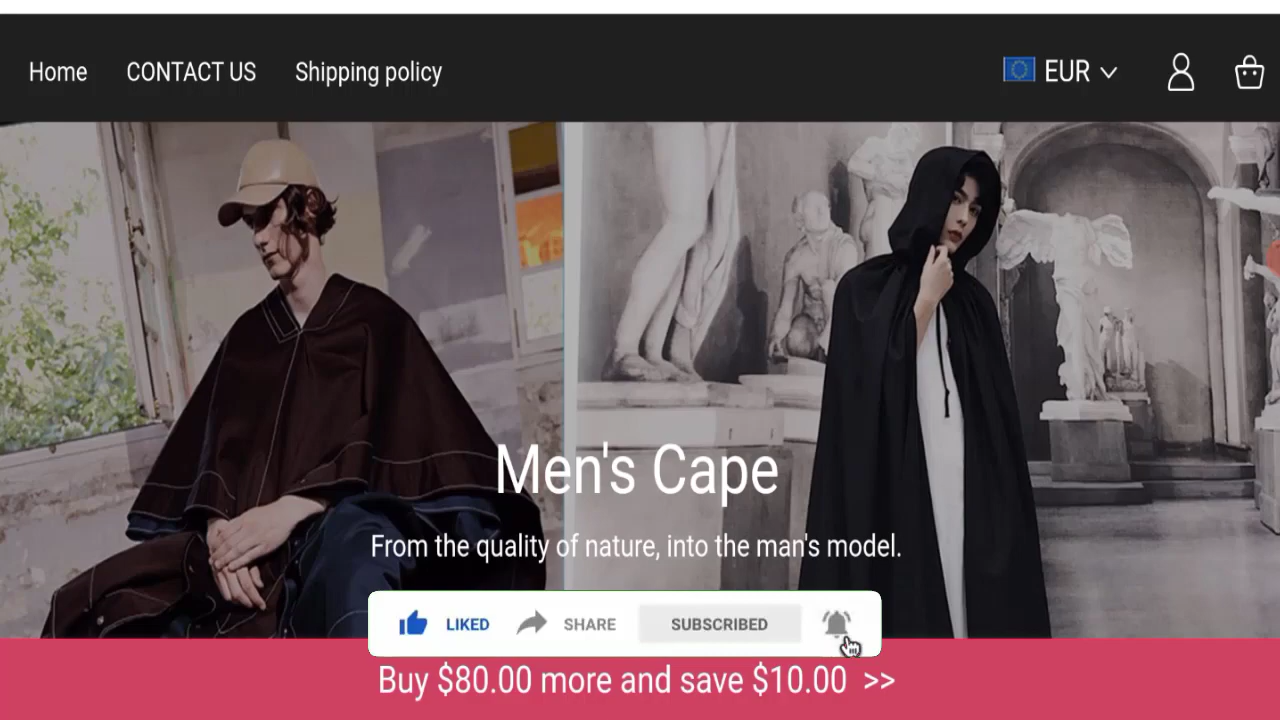 Home CONTACT US Shipping policy EUR
Men's Cape
From the quality of nature, into the man's model.
LIKED SHARE SUBSCRIBED
Buy $80.00 more and save $10.00 >>